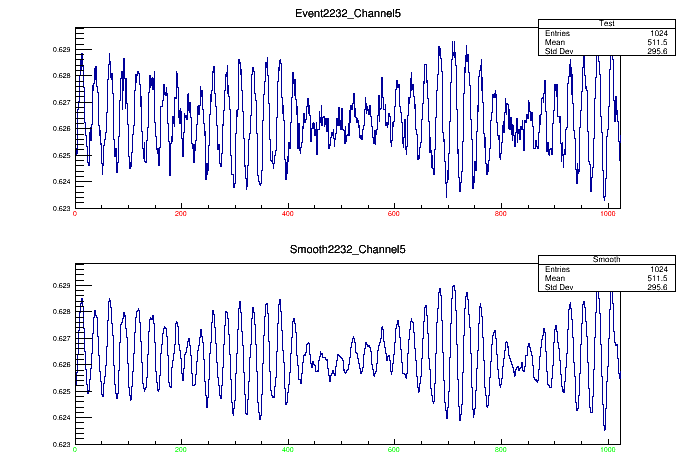 Event2232_Channel5
Test
Entries 1024
Mean 511.5
Std Dev 295.6
0.629
0.628
0.627
0.626
0.625
0.624
0.623
0 200 400 600 800 1000
Smooth2232_Channel5
Smooth
Entries 1024
Mean 511.5
Std Dev 295.6
0.629
0.628
0.627
0.626
0.625
0.624
0.623
0 200 400 600 800 1000